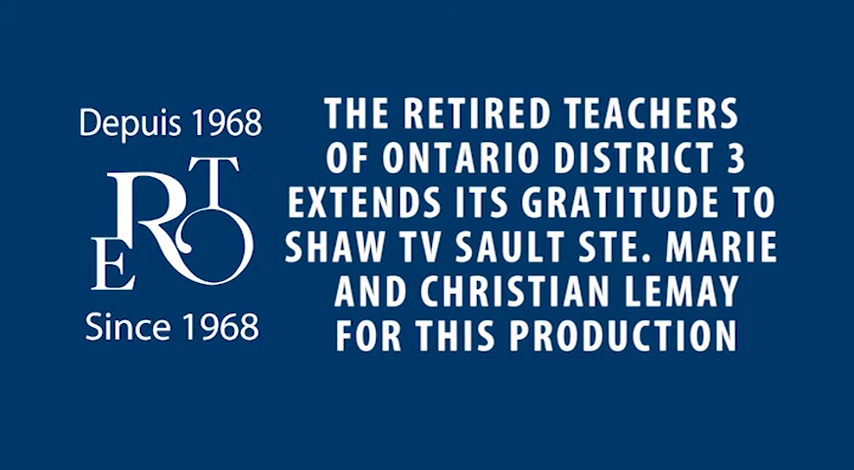 Depuis 1968
RTOE
Since 1968
THE RETIRED TEACHERS
OF ONTARIO DISTRICT 3
EXTENDS ITS GRATITUDE TO
SHAW TV SAULT STE. MARIE
AND CHRISTIAN LEMAY
FOR THIS PRODUCTION